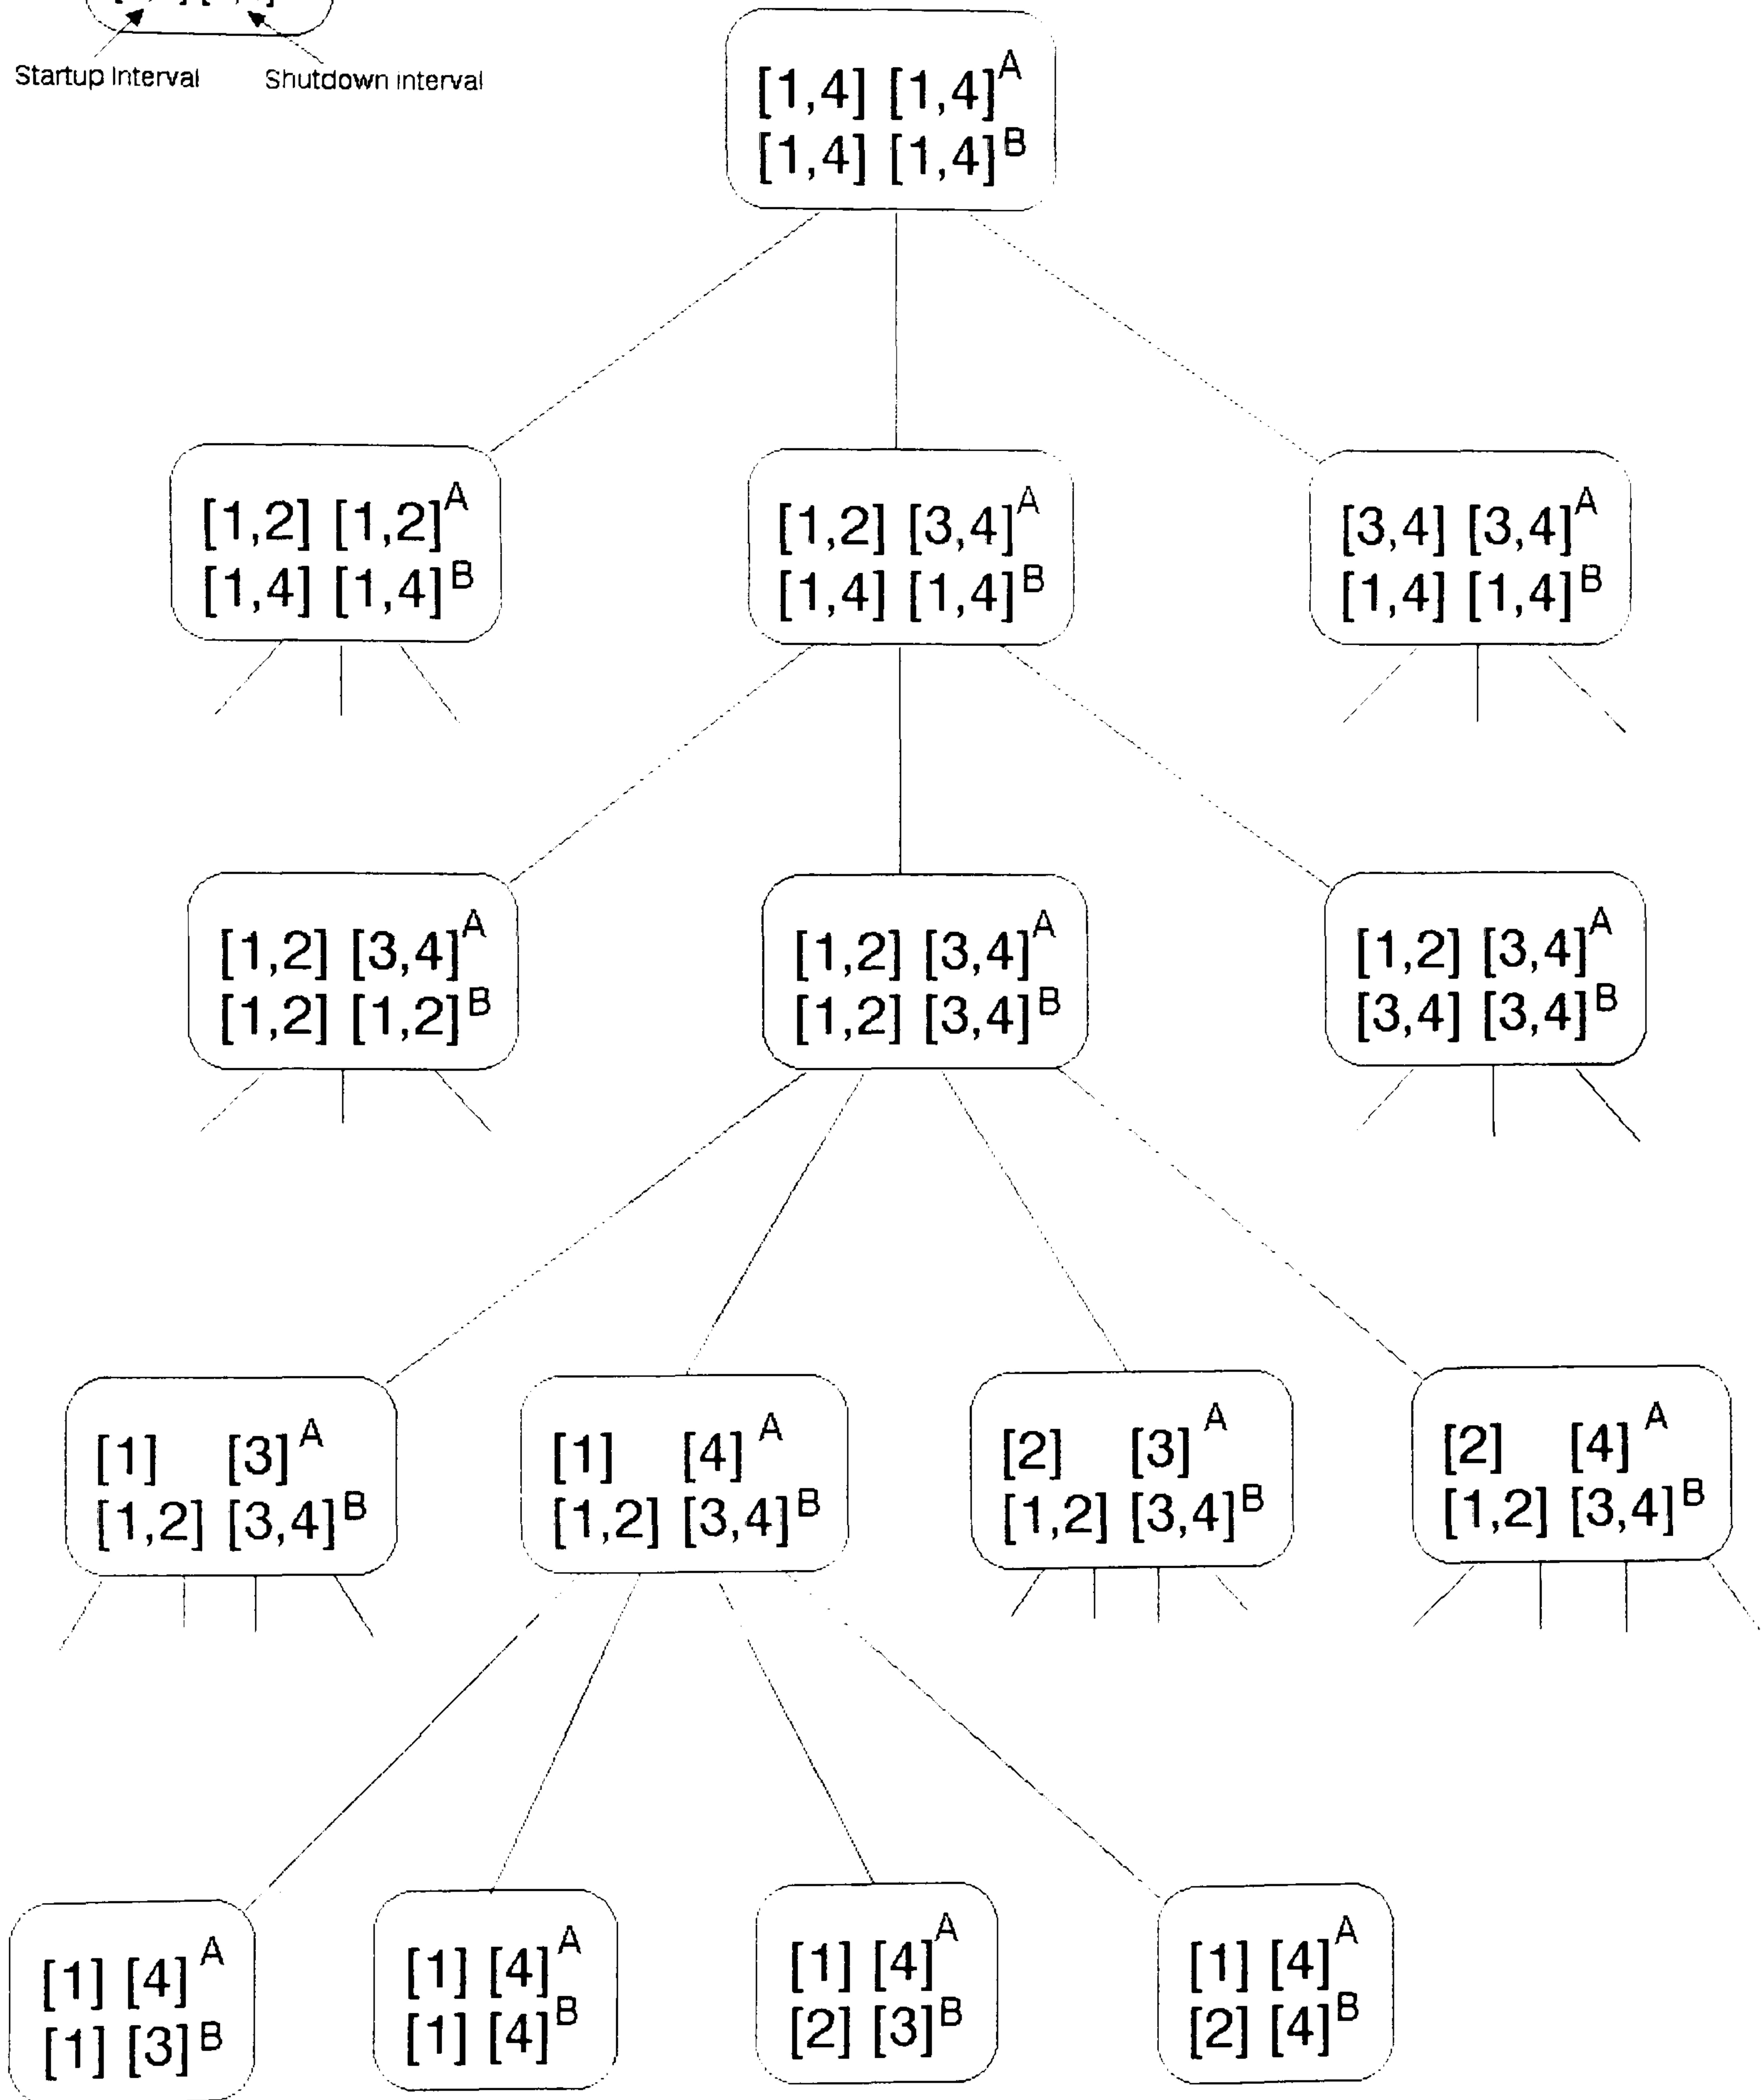 Startup Interval
Shutdown interval
[1,4] [1,4]A
[1,4] [1,4]B
[1,2] [1,2]A
[1,4] [1,4]B
[1,2] [3,4]A
[1,4] [1,4]B
[3,4] [3,4]A
[1,4] [1,4]B
[1,2] [3,4]A
[1,2] [1,2]B
[1,2] [3,4]A
[1,2] [3,4]B
[1,2] [3,4]A
[3,4] [3,4]B
[1] [3]A
[1,2] [3,4]B
[1] [4]A
[1,2] [3,4]B
[2] [3]A
[1,2] [3,4]B
[2] [4]A
[1,2] [3,4]B
[1] [4]A
[1] [3]B
[1] [4]A
[1] [4]B
[1] [4]A
[2] [3]B
[1] [4]A
[2] [4]B